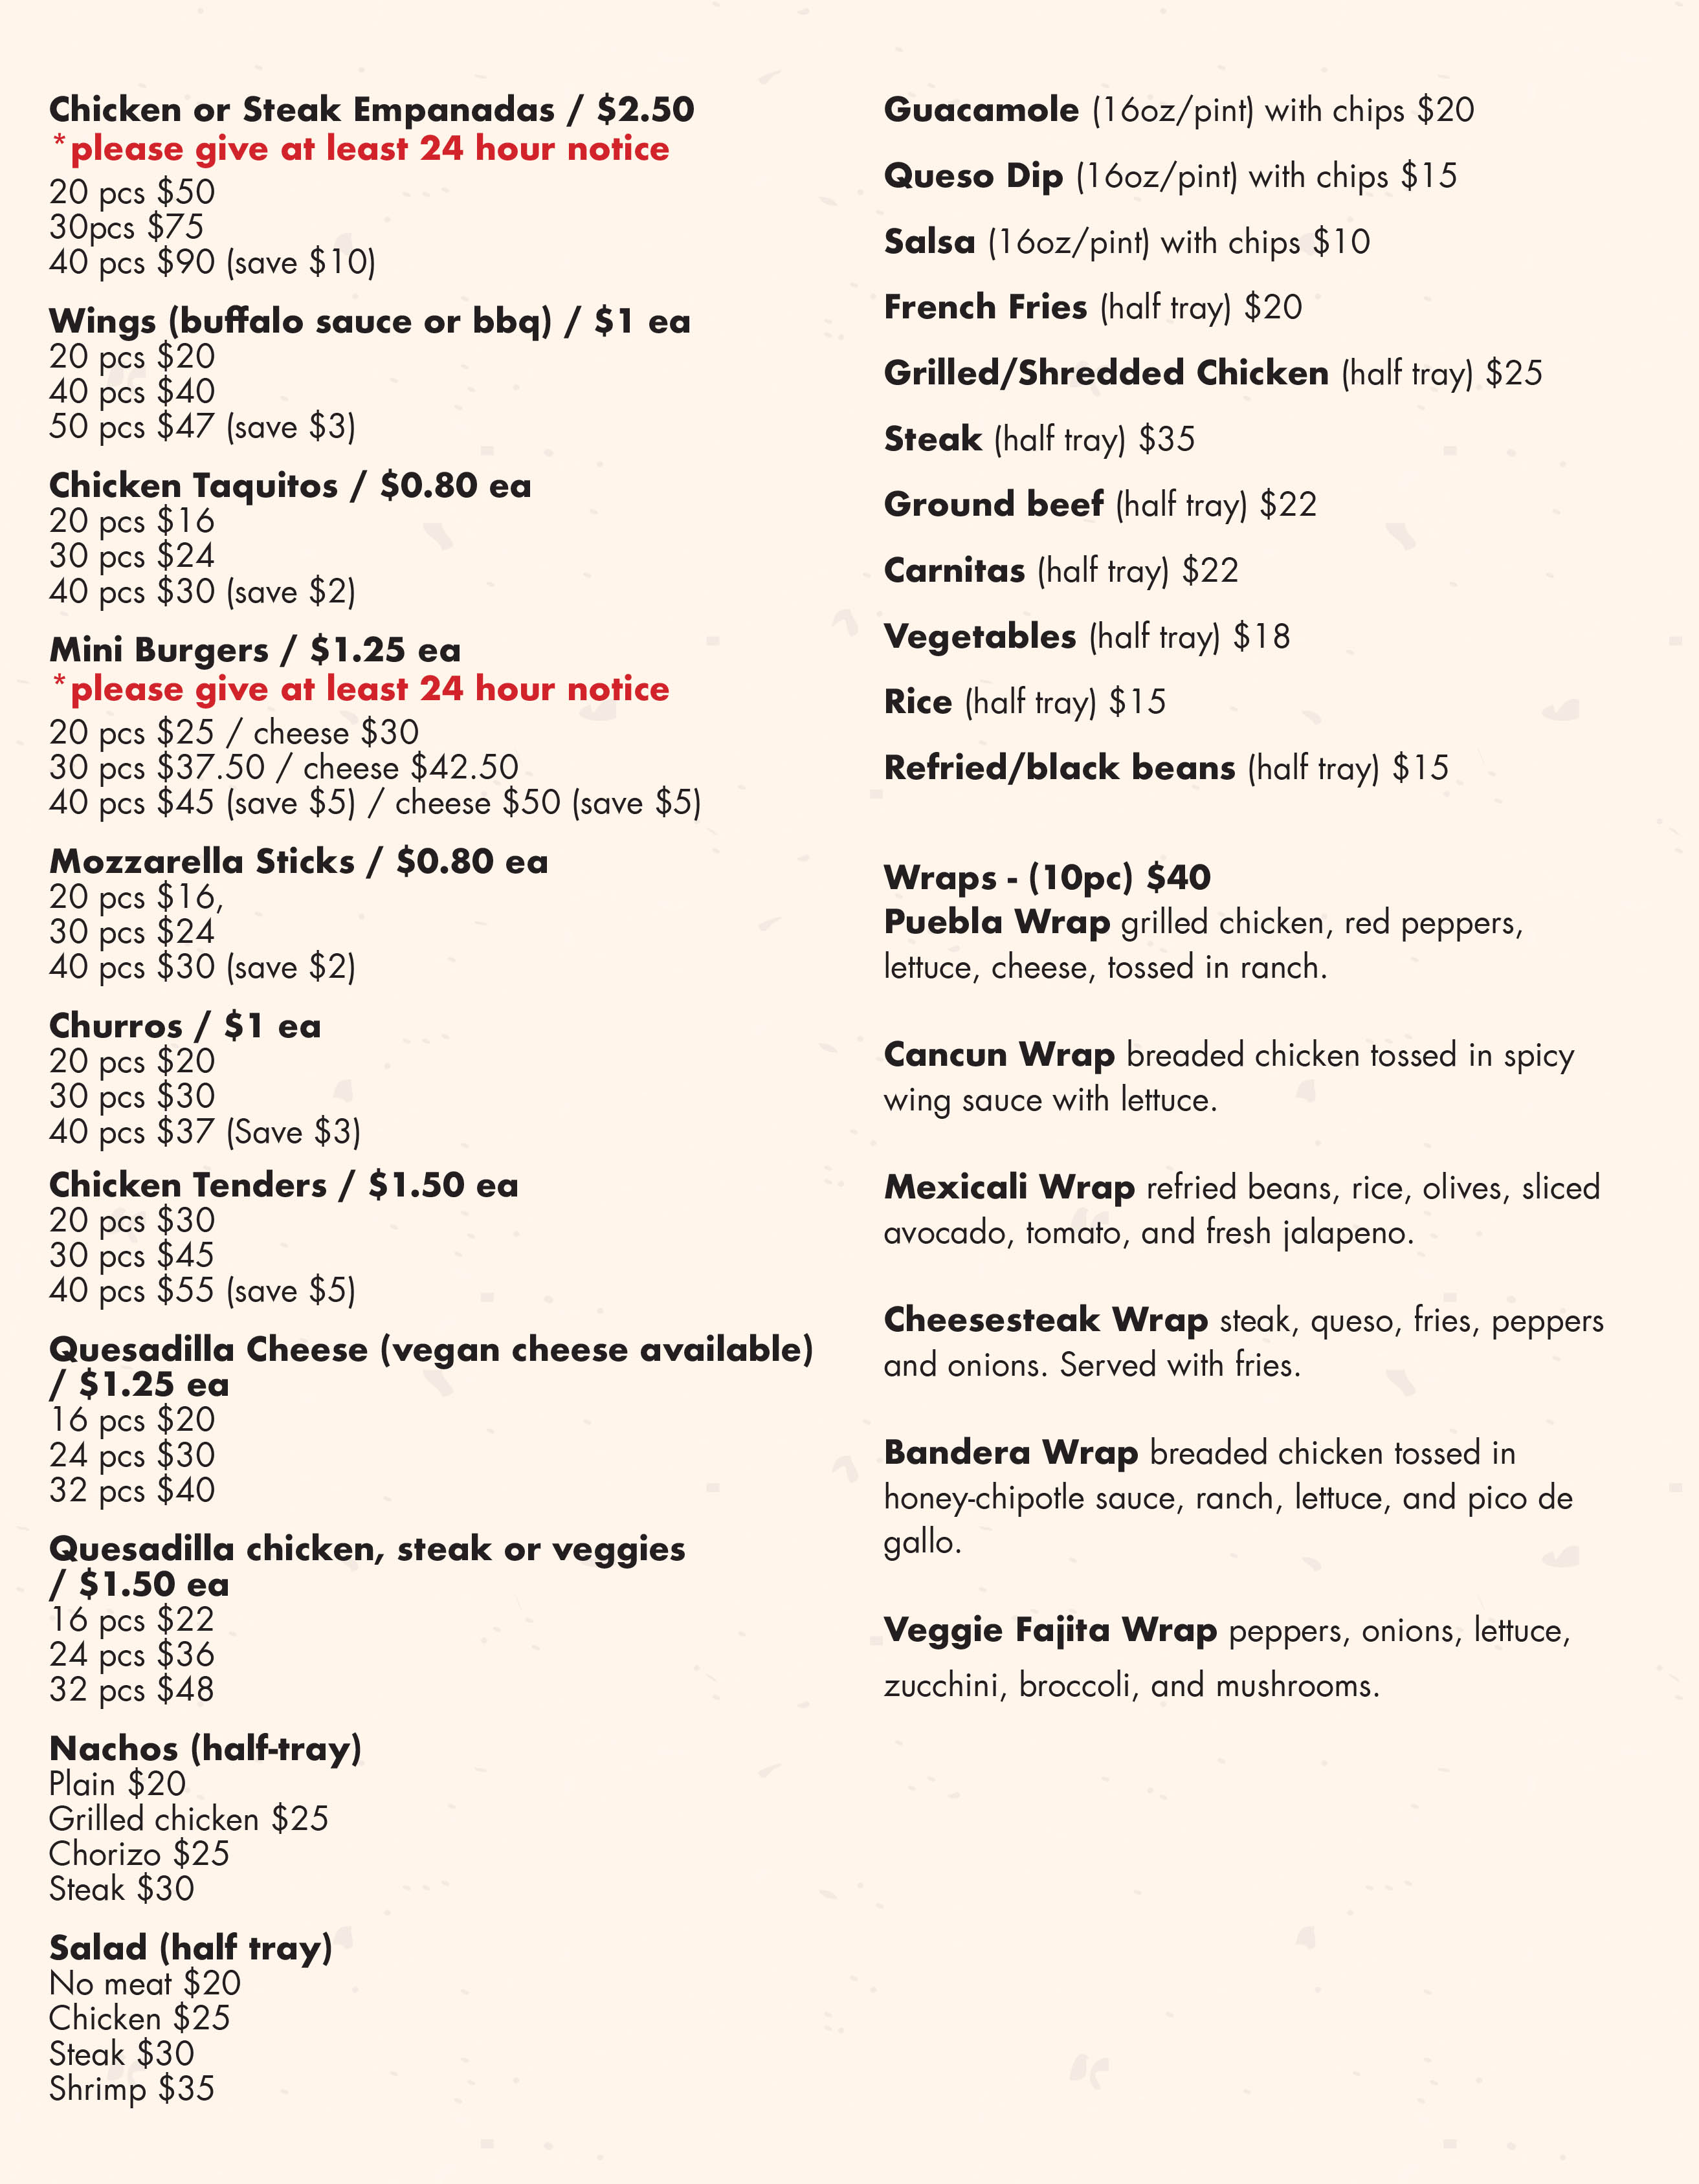 Chicken or Steak Empanadas / $2.50
*please give at least 24 hour notice
20 pcs $50
30pcs $75
40 pcs $90 (save $10)
Wings (buffalo sauce or bbq) / $1 ea
20 pcs $20
40 pcs $40
50 pcs $47 (save $3)
Chicken Taquitos / $0.80 ea
20 pcs $16
30 pcs $24
40 pcs $30 (save $2)
Mini Burgers / $1.25 ea
*please give at least 24 hour notice
20 pcs $25 / cheese $30
30 pcs $37.50 / cheese $42.50
40 pcs $45 (save $5) / cheese $50 (save $5)
Mozzarella Sticks / $0.80 ea
20 pcs $16,
30 pcs $24
40 pcs $30 (save $2)
Churros / $1 ea
20 pcs $20
30 pcs $30
40 pcs $37 (Save $3)
Chicken Tenders / $1.50 ea
20 pcs $30
30 pcs $45
40 pcs $55 (save $5)
Quesadilla Cheese (vegan cheese available)
/ $1.25 ea
16 pcs $20
24 pcs $30
32 pcs $40
Quesadilla chicken, steak or veggies
/ $1.50 ea
16 pcs $22
24 pcs $36
32 pcs $48
Nachos (half-tray)
Plain $20
Grilled chicken $25
Chorizo $25
Steak $30
Salad (half tray)
No meat $20
Chicken $25
Steak $30
Shrimp $35
Guacamole (16oz/pint) with chips $20
Queso Dip (16oz/pint) with chips $15
Salsa (16oz/pint) with chips $10
French Fries (half tray) $20
Grilled/Shredded Chicken (half tray) $25
Steak (half tray) $35
Ground beef (half tray) $22
Carnitas (half tray) $22
Vegetables (half tray) $18
Rice (half tray) $15
Refried/black beans (half tray) $15
Wraps - (10pc) $40
Puebla Wrap grilled chicken, red peppers,
lettuce, cheese, tossed in ranch.
Cancun Wrap breaded chicken tossed in spicy
wing sauce with lettuce.
Mexicali Wrap refried beans, rice, olives, sliced
avocado, tomato, and fresh jalapeno.
Cheesesteak Wrap steak, queso, fries, peppers
and onions. Served with fries.
Bandera Wrap breaded chicken tossed in
honey-chipotle sauce, ranch, lettuce, and pico de
gallo.
Veggie Fajita Wrap peppers, onions, lettuce,
zucchini, broccoli, and mushrooms.